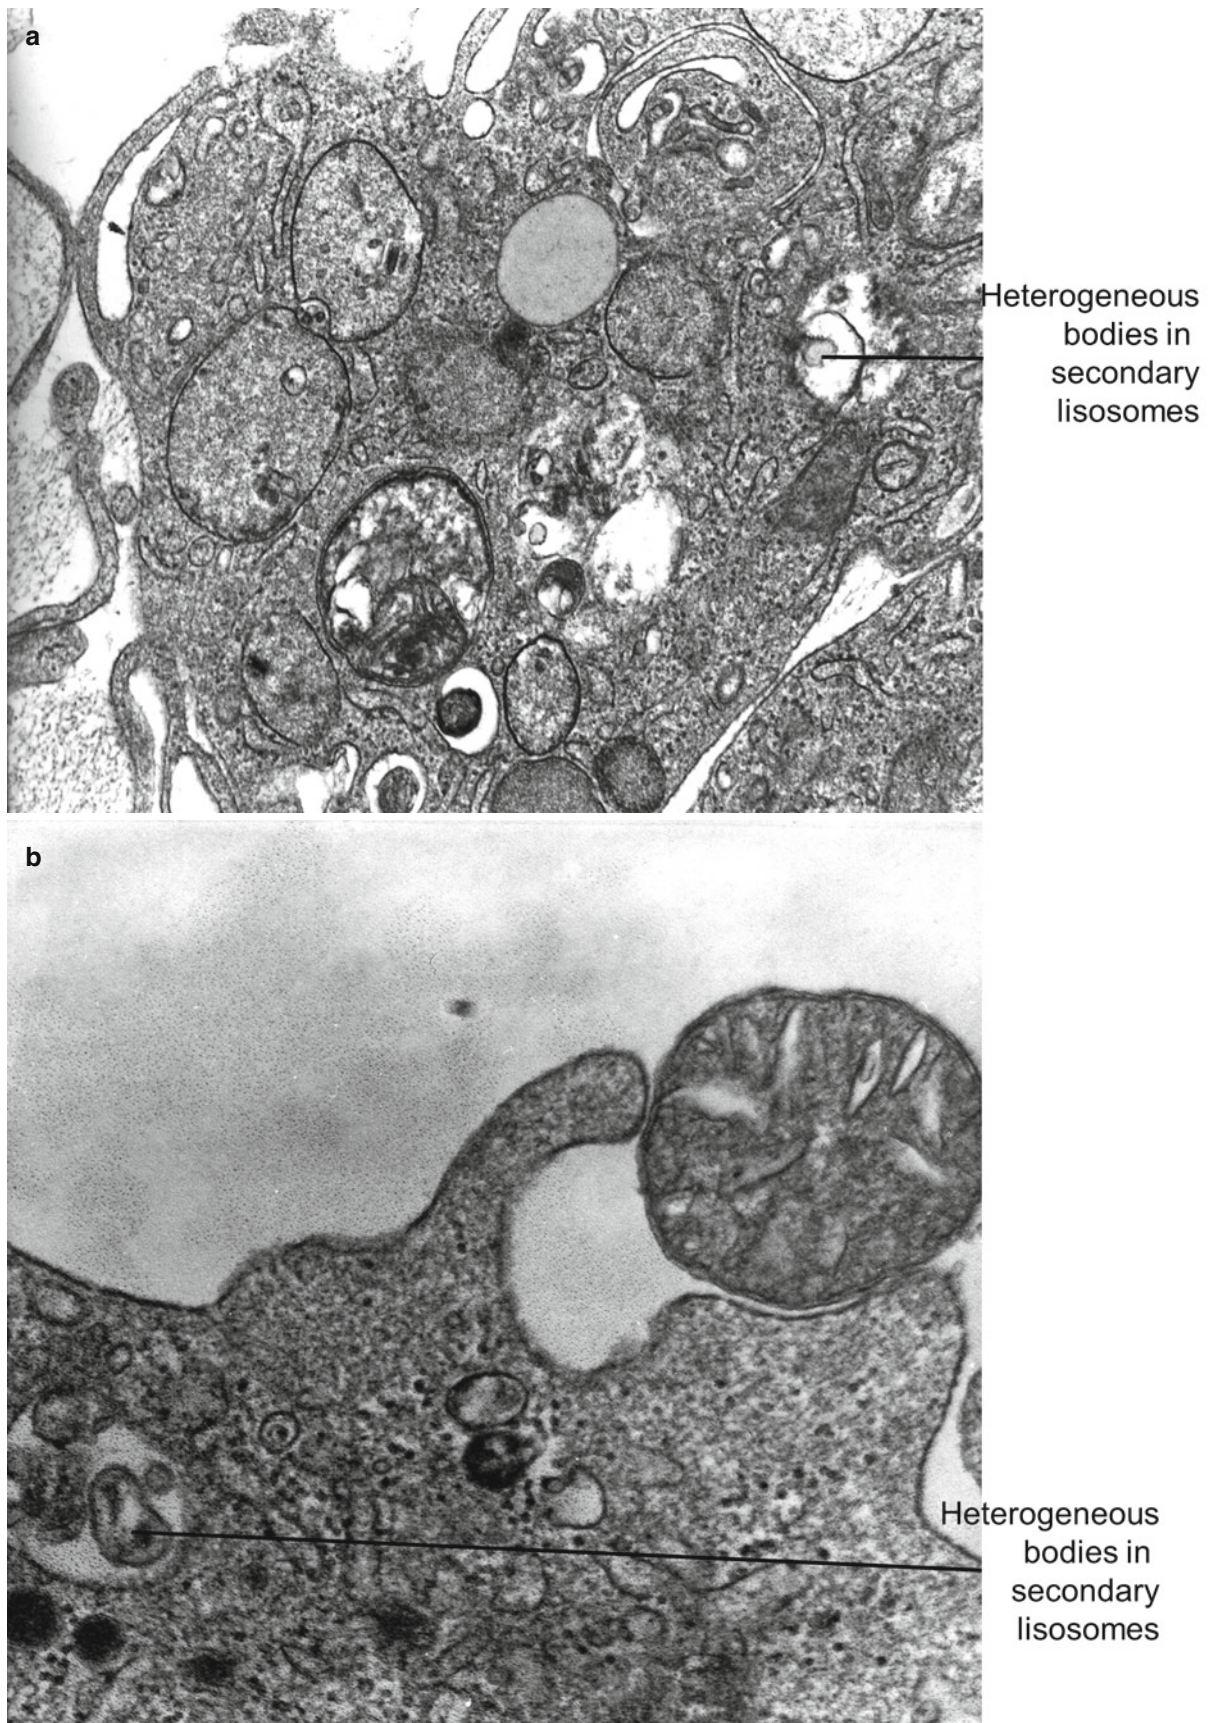 a
Heterogeneous
bodies in
secondary
lisosomes
b
Heterogeneous
bodies in
secondary
lisosomes